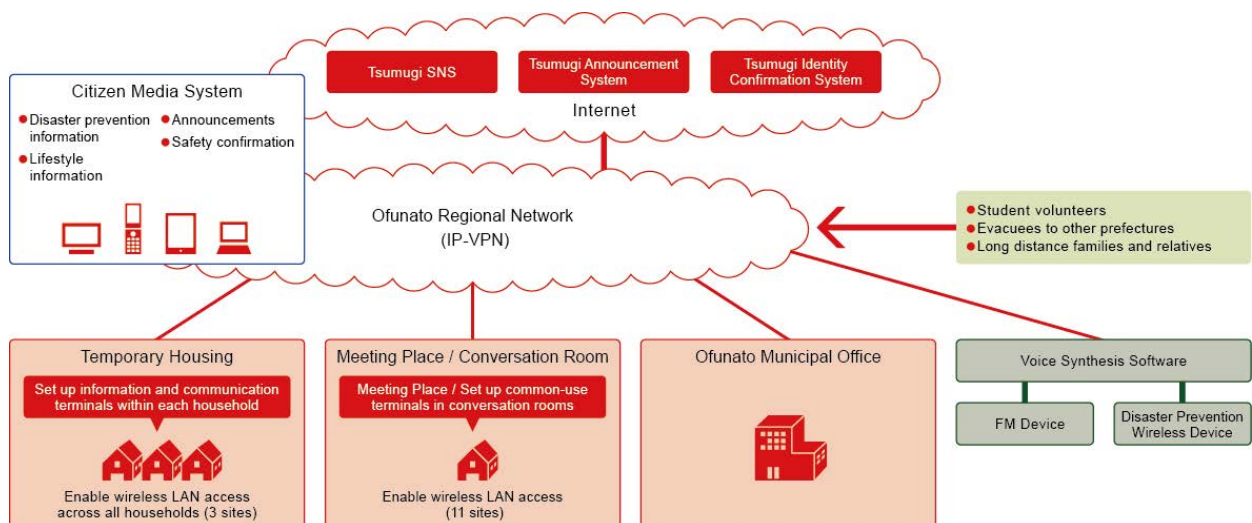 Tsumugi SNS
Tsumugi Announcement
System
Tsumugi Identity
Confirmation System
Internet
Citizen Media System
Disaster prevention
information
Lifestyle
information
Announcements
Safety confirmation
Ofunato Regional Network
(IP-VPN)
Student volunteers
Evacuees to other prefectures
Long distance families and relatives
Temporary Housing
Set up information and communication
terminals within each household
Enable wireless LAN access
across all households (3 sites)
Meeting Place / Conversation Room
Meeting Place / Set up common-use
terminals in conversation rooms
Enable wireless LAN access
(11 sites)
Ofunato Municipal Office
Voice Synthesis Software
FM Device
Disaster Prevention
Wireless Device